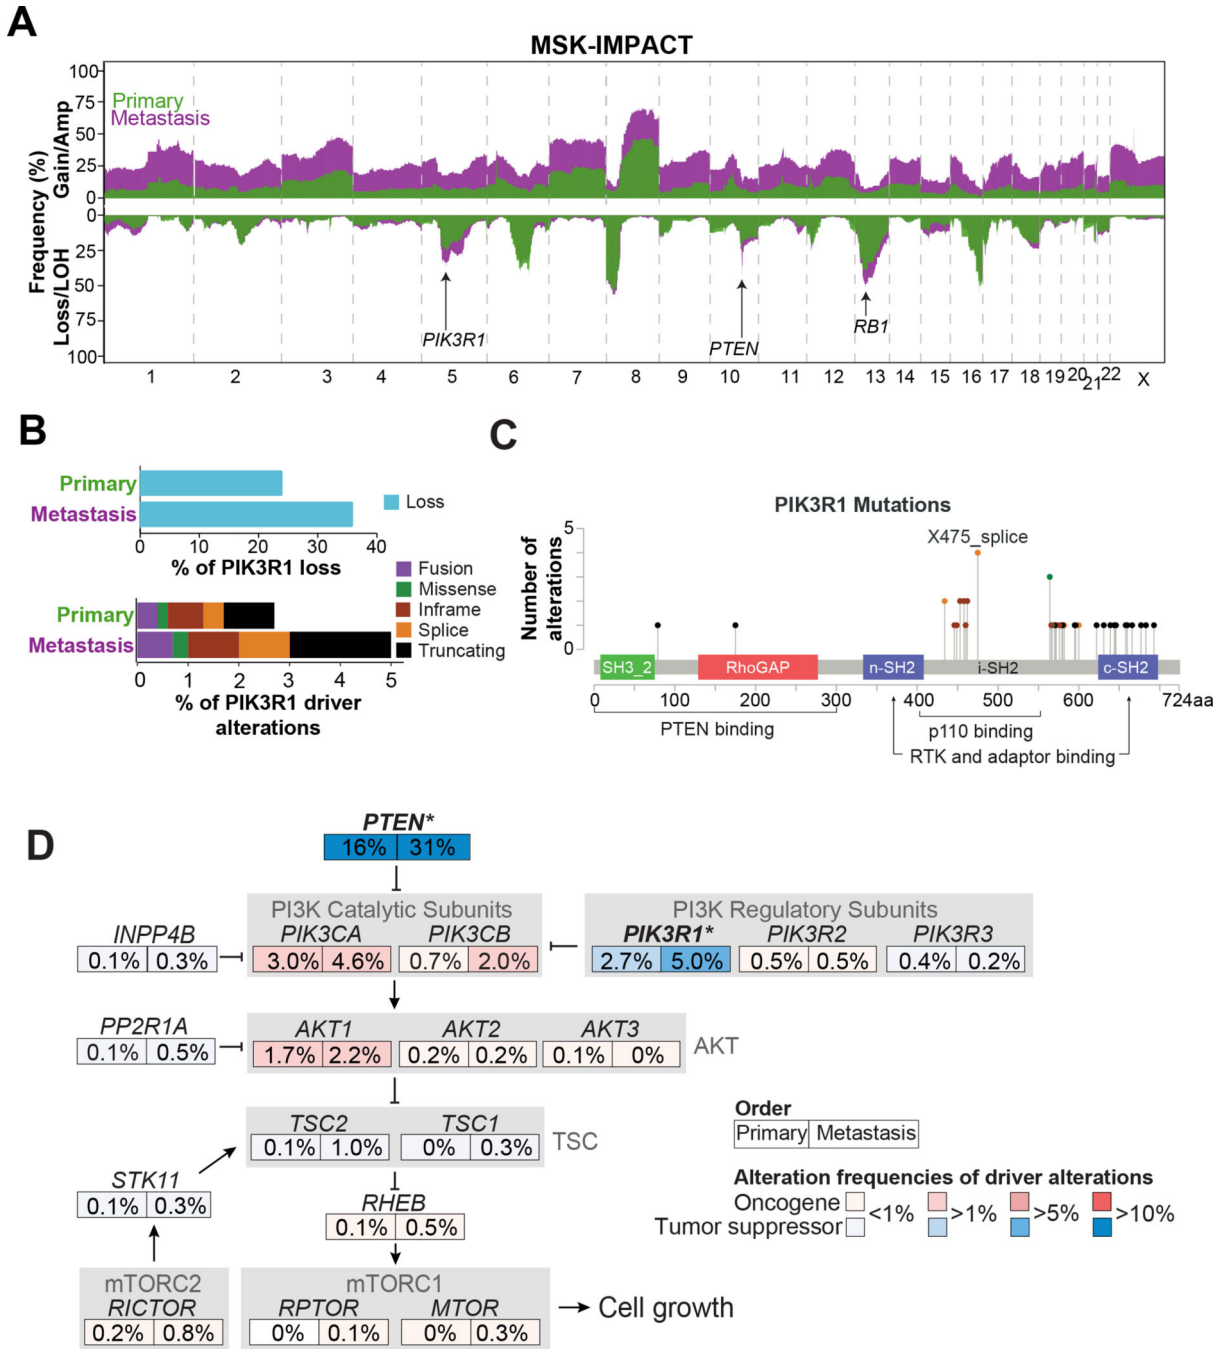 A
MSK-IMPACT
Frequency (%)
Gain/Amp
Loss/LOH
100
75
50
25
0
0
25
50
75
100
Primary
Metastasis
PIK3R1
PTEN
RB1
1 2 3 4 5 6 7 8 9 10 11 12 13 14 15 16 17 18 19 20 21 22 X
B
Primary
Metastasis
Loss
0 10 20 30 40
% of PIK3R1 loss
Primary
Metastasis
Fusion
Missense
Inframe
Splice
Truncating
0 1 2 3 4 5
% of PIK3R1 driver
alterations
C
PIK3R1 Mutations
Number of
alterations
5
0
X475_splice
SH3_2 RhoGAP n-SH2 i-SH2 c-SH2
0 100 200 300 400 500 600 724aa
PTEN binding
p110 binding
RTK and adaptor binding
D
PTEN*
16% 31%
PI3K Catalytic Subunits
PIK3CA PIK3CB
3.0% 4.6% 0.7% 2.0%
PI3K Regulatory Subunits
PIK3R1* PIK3R2 PIK3R3
2.7% 5.0% 0.5% 0.5% 0.4% 0.2%
INPP4B
0.1% 0.3%
PP2R1A
0.1% 0.5%
AKT1 AKT2 AKT3
1.7% 2.2% 0.2% 0.2% 0.1% 0%
AKT
TSC2 TSC1
0.1% 1.0% 0% 0.3%
TSC
STK11
0.1% 0.3%
RHEB
0.1% 0.5%
mTORC2
RICTOR
0.2% 0.8%
mTORC1
RPTOR MTOR
0% 0.1% 0% 0.3%
Cell growth
Order
Primary Metastasis
Alteration frequencies of driver alterations
Oncogene
Tumor suppressor
<1% >1% >5% >10%